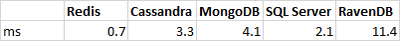 Redis Cassandra MongoDB SQL Server RavenDB
ms 0.7 3.3 4.1 2.1 11.4